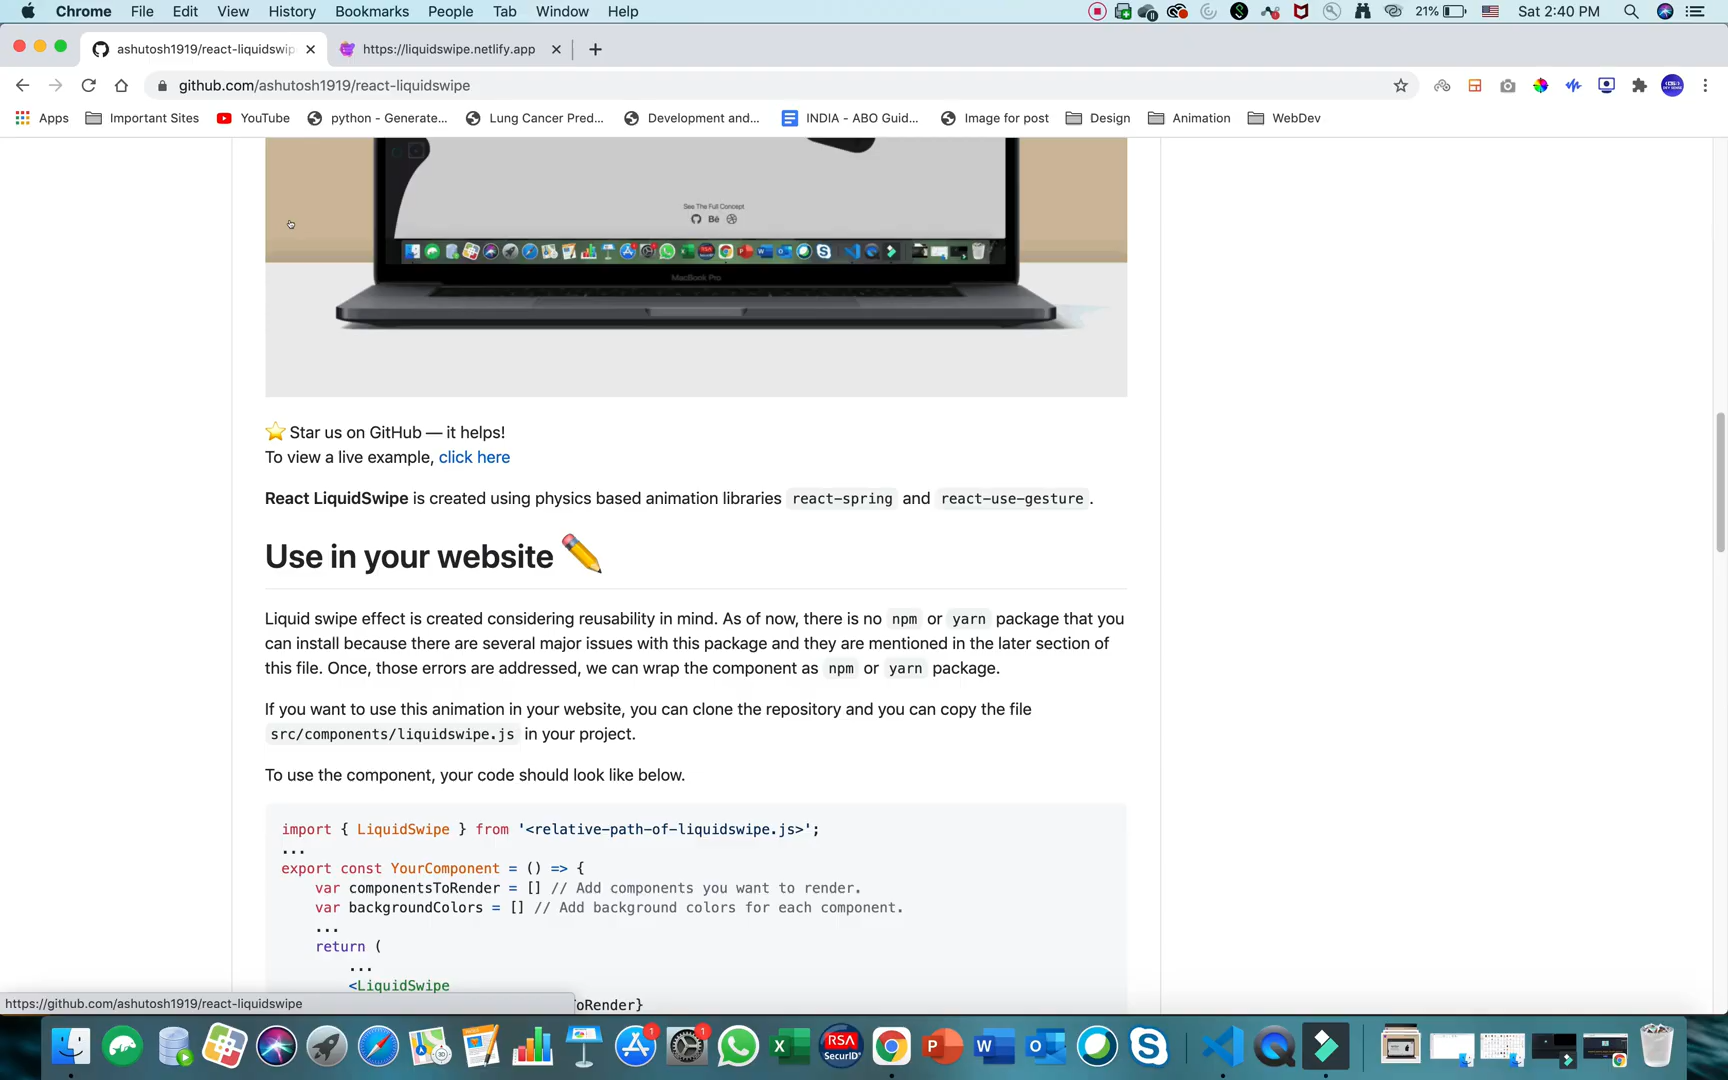 Chrome File Edit View History Bookmarks People Tab Window Help 21% Sat 2:40 PM
ashutosh1919/react-liquidswip https://liquidswipe.netlify.app
github.com/ashutosh1919/react-liquidswipe
Apps Important Sites YouTube python - Generate... Lung Cancer Pred... Development and... INDIA - ABO Guid... Image for post Design Animation WebDev
See The Full Concept
Bē
MacBook Pro
⭐ Star us on GitHub — it helps!
To view a live example, click here
React LiquidSwipe is created using physics based animation libraries react-spring and react-use-gesture.
Use in your website ✏️
Liquid swipe effect is created considering reusability in mind. As of now, there is no npm or yarn package that you
can install because there are several major issues with this package and they are mentioned in the later section of
this file. Once, those errors are addressed, we can wrap the component as npm or yarn package.
If you want to use this animation in your website, you can clone the repository and you can copy the file
src/components/liquidswipe.js in your project.
To use the component, your code should look like below.
import { LiquidSwipe } from '<relative-path-of-liquidswipe.js>';
...
export const YourComponent = () => {
var componentsToRender = [] // Add components you want to render.
var backgroundColors = [] // Add background colors for each component.
...
return (
...
<LiquidSwipe
https://github.com/ashutosh1919/react-liquidswipe
oRender}
RSA
SecurID
1
1